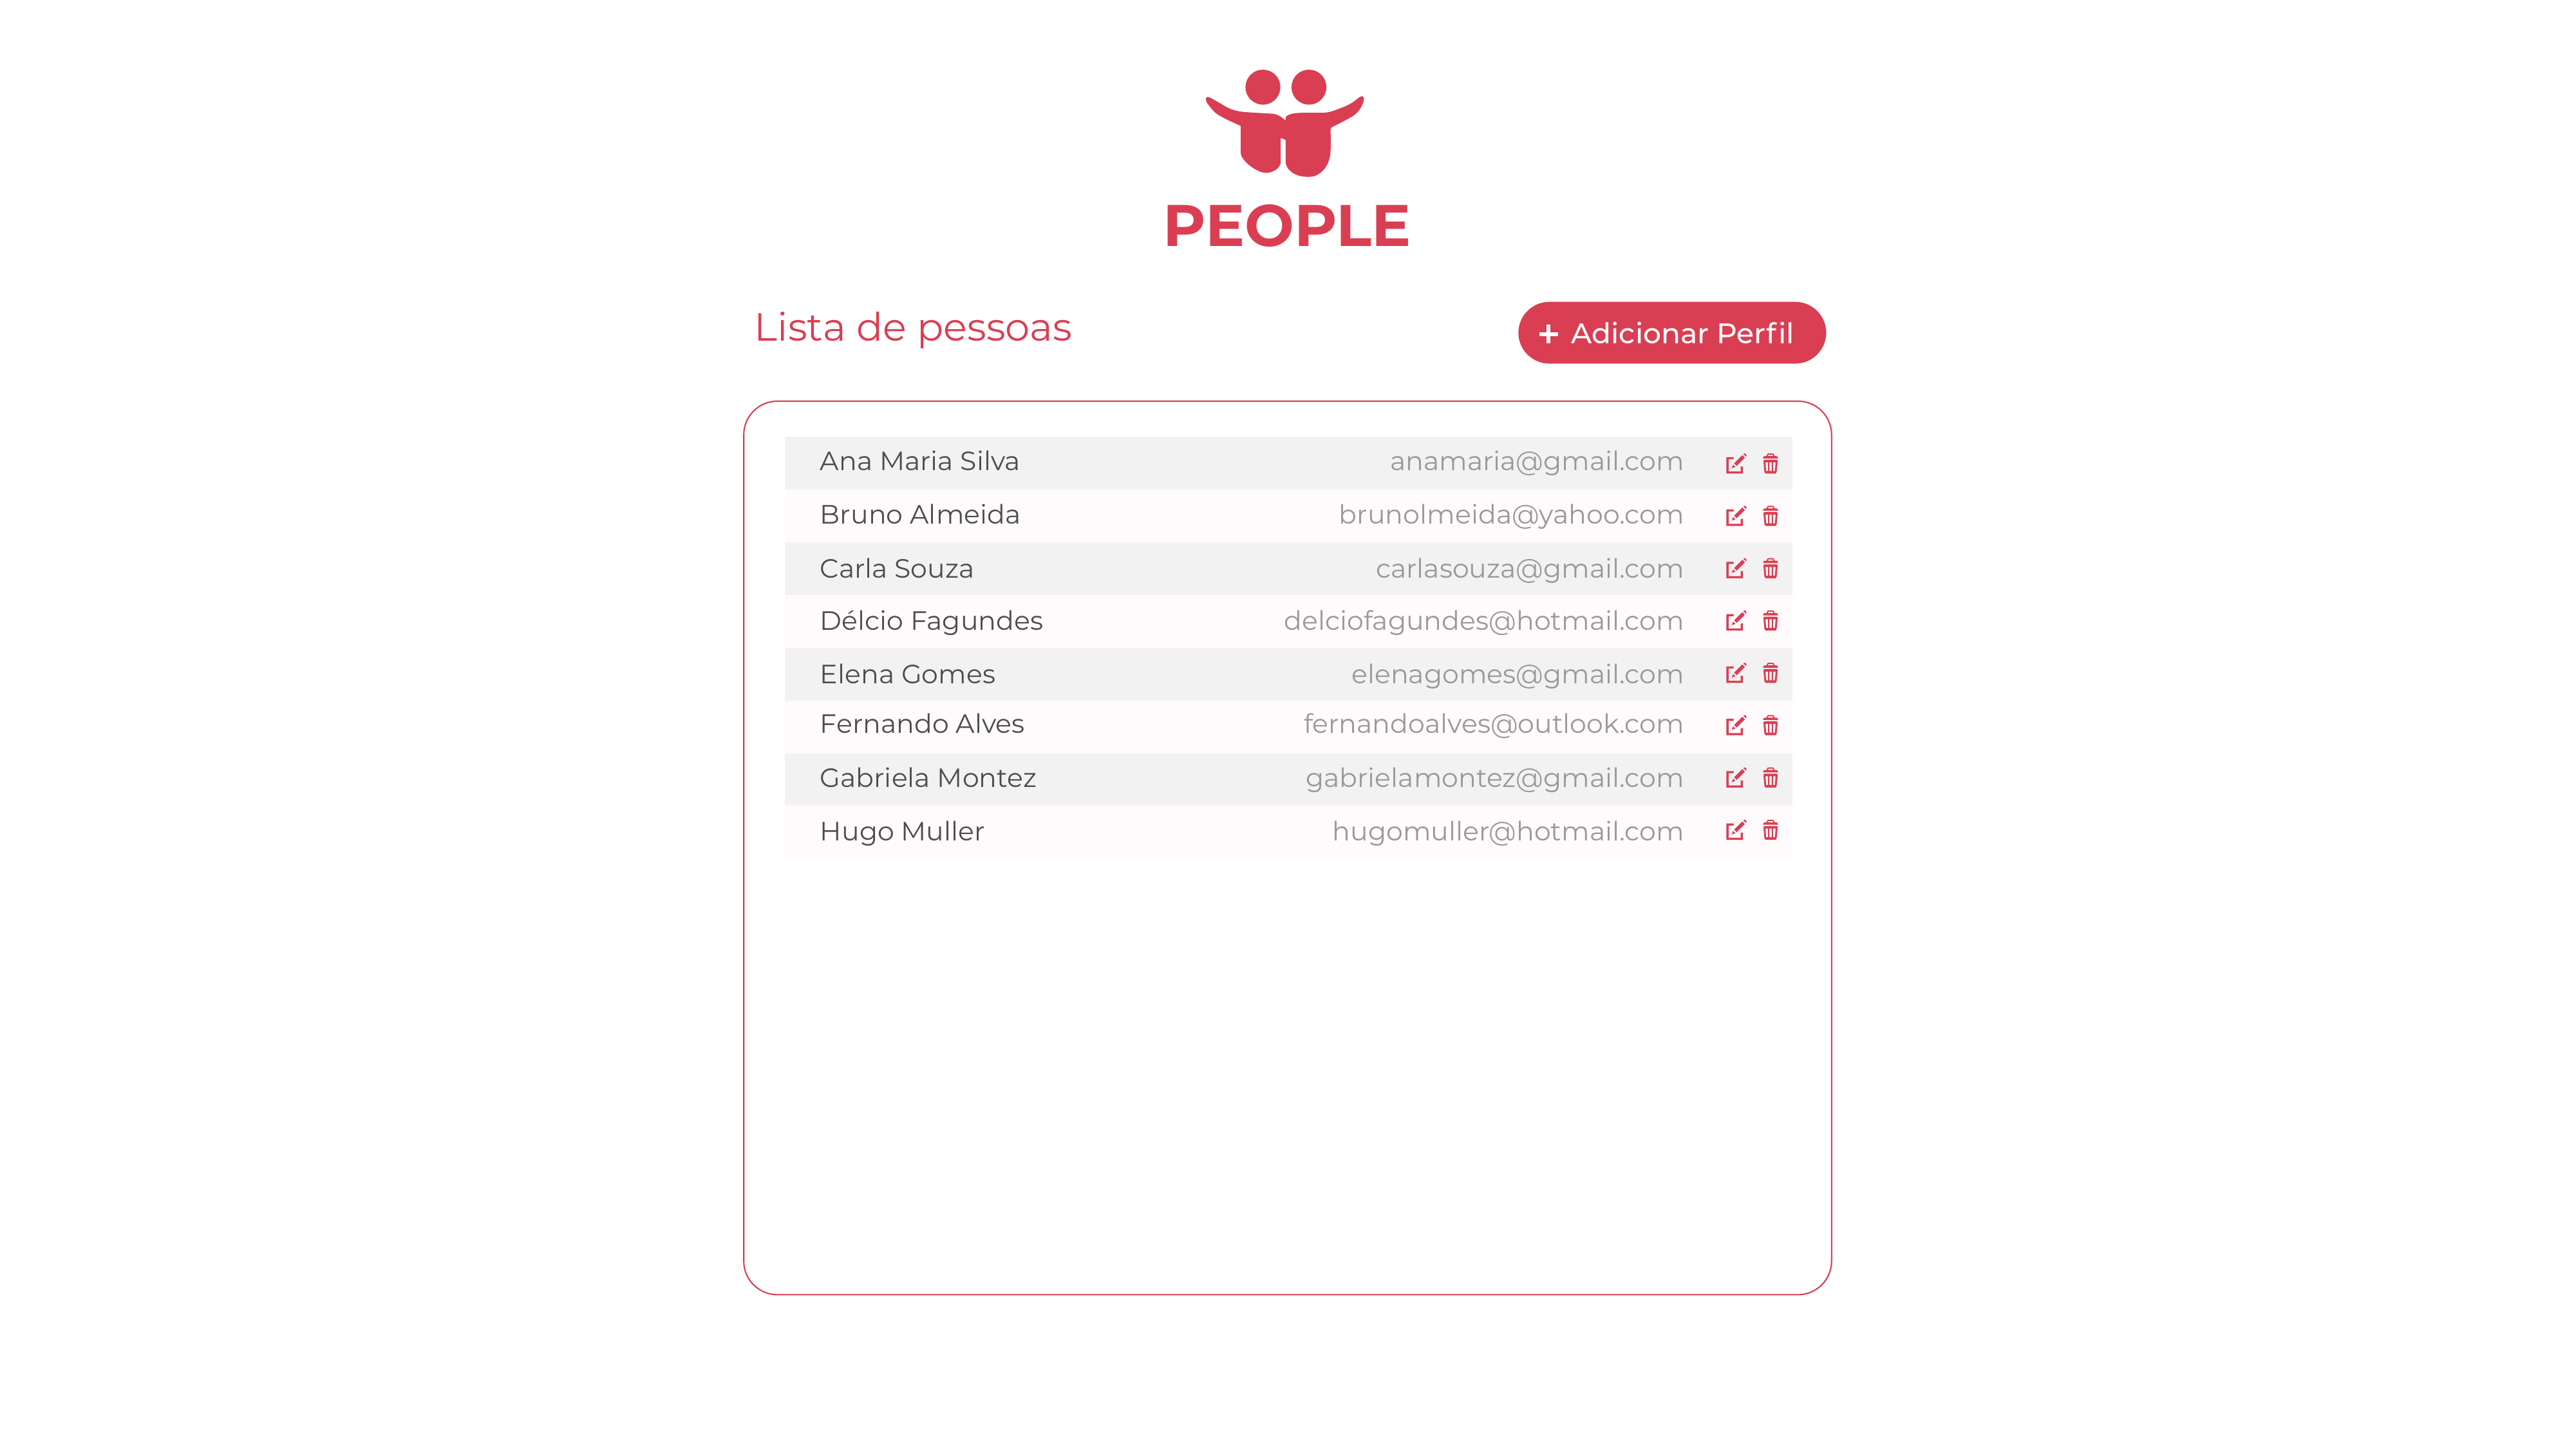 PEOPLE
Lista de pessoas
+ Adicionar Perfil
Ana Maria Silva anamaria@gmail.com
Bruno Almeida brunolmeida@yahoo.com
Carla Souza carlasouza@gmail.com
Délcio Fagundes delciofagundes@hotmail.com
Elena Gomes elenagomes@gmail.com
Fernando Alves fernandoalves@outlook.com
Gabriela Montez gabrielamontez@gmail.com
Hugo Muller hugomuller@hotmail.com